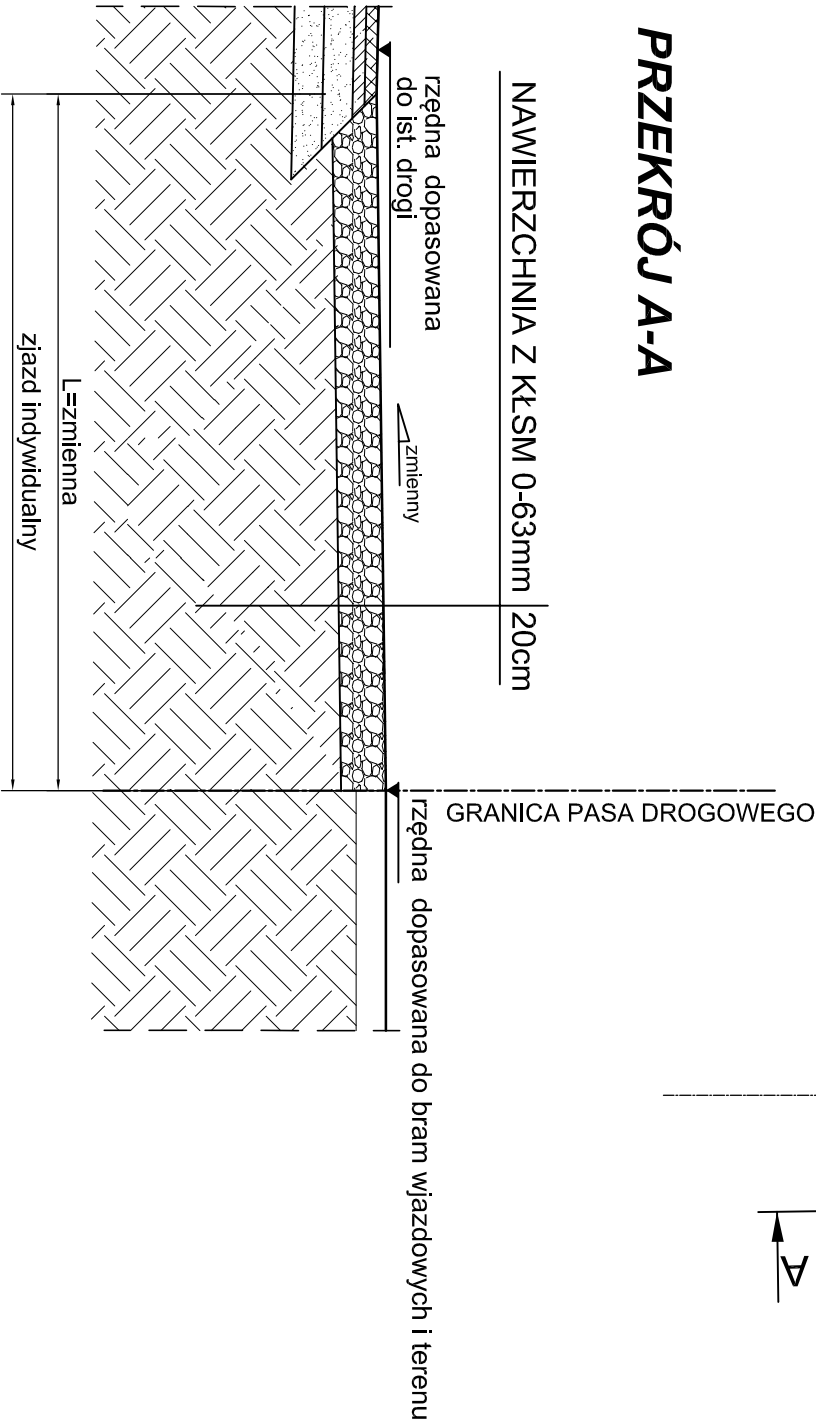 PRZEKRÓJ A-A
NAWIERZCHNIA Z KŁSM 0-63mm 20cm
rzędna dopasowana
do ist. drogi
zmienny
GRANICA PASA DROGOWEGO
rzędna dopasowana do bram wjazdowych i terenu
L=zmienna
zjazd indywidualny
A